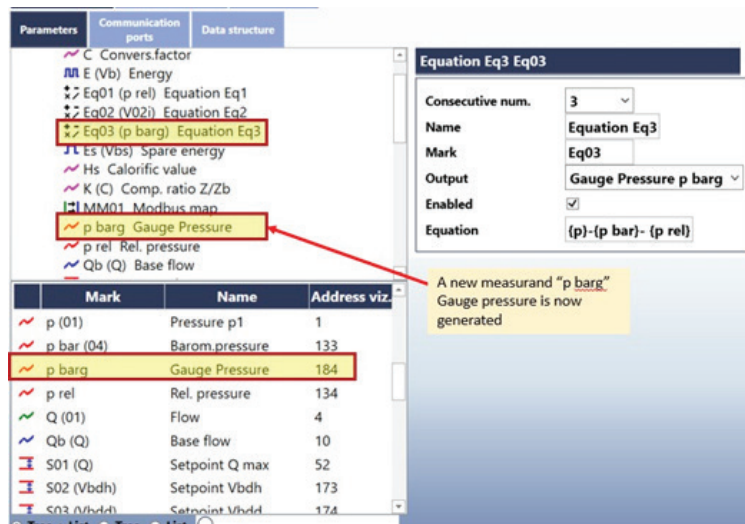 Parameters
Communication
ports
Data structure
C Convers.factor
E (Vb) Energy
Eq01 (p rel) Equation Eq1
Eq02 (V02i) Equation Eq2
Eq03 (p barg) Equation Eq3
Es (Vbs) Spare energy
Hs Calorific value
K (C) Comp. ratio Z/Zb
MM01 Modbus map
p barg Gauge Pressure
p rel Rel. pressure
Qb (Q) Base flow
Mark Name Address viz.
p (01) Pressure p1 1
p bar (04) Barom.pressure 133
p barg Gauge Pressure 184
p rel Rel. pressure 134
Q (01) Flow 4
Qb (Q) Base flow 10
S01 (Q) Setpoint Q max 52
S02 (Vbdh) Setpoint Vbdh 173
S03 (Vbdd) Setpoint Vbdd 174
Equation Eq3 Eq03
Consecutive num. 3
Name Equation Eq3
Mark Eq03
Output Gauge Pressure p barg
Enabled
Equation {p}-{p bar}- {p rel}
A new measurand “p barg”
Gauge pressure is now
generated